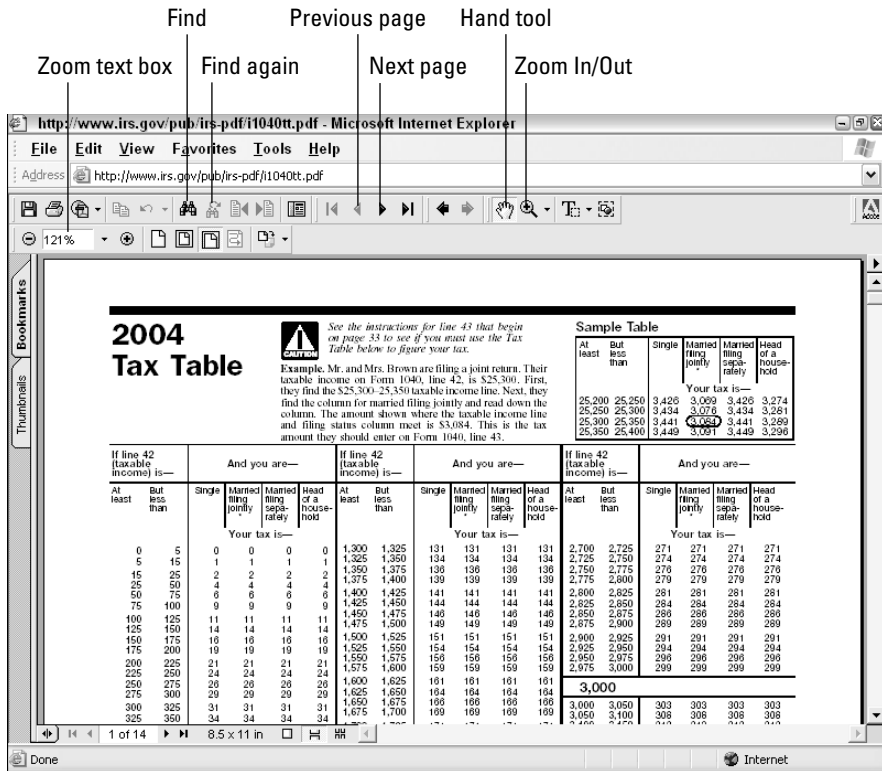 Find
Previous page
Hand tool
Zoom text box
Find again
Next page
Zoom In/Out
http://www.irs.gov/pub/irs-pdf/i1040tt.pdf - Microsoft Internet Explorer
File Edit View Favorites Tools Help
Address http://www.irs.gov/pub/irs-pdf/i1040tt.pdf
Adobe
121%
Bookmarks
Thumbnails
2004
Tax Table
CAUTION
See the instructions for line 43 that begin
on page 33 to see if you must use the Tax
Table below to figure your tax.
Example. Mr. and Mrs. Brown are filing a joint return. Their
taxable income on Form 1040, line 42, is $25,300. First,
they find the $25,300–25,350 taxable income line. Next, they
find the column for married filing jointly and read down the
column. The amount shown where the taxable income line
and filing status column meet is $3,084. This is the tax
amount they should enter on Form 1040, line 43.
Sample Table
At least But less than Single Married filing jointly * Married filing sepa-rately Head of a house-hold
Your tax is—
25,200 25,250 3,426 3,069 3,426 3,274
25,250 25,300 3,434 3,076 3,434 3,281
25,300 25,350 3,441 3,084 3,441 3,289
25,350 25,400 3,449 3,091 3,449 3,296
If line 42 (taxable income) is— And you are—
At least But less than Single Married filing jointly * Married filing sepa-rately Head of a house-hold
Your tax is—
0 5 0 0 0 0
5 15 1 1 1 1
15 25 2 2 2 2
25 50 4 4 4 4
50 75 6 6 6 6
75 100 9 9 9 9
100 125 11 11 11 11
125 150 14 14 14 14
150 175 16 16 16 16
175 200 19 19 19 19
200 225 21 21 21 21
225 250 24 24 24 24
250 275 26 26 26 26
275 300 29 29 29 29
300 325 31 31 31 31
325 350 34 34 34 34
If line 42 (taxable income) is— And you are—
At least But less than Single Married filing jointly * Married filing sepa-rately Head of a house-hold
Your tax is—
1,300 1,325 131 131 131 131
1,325 1,350 134 134 134 134
1,350 1,375 136 136 136 136
1,375 1,400 139 139 139 139
1,400 1,425 141 141 141 141
1,425 1,450 144 144 144 144
1,450 1,475 146 146 146 146
1,475 1,500 149 149 149 149
1,500 1,525 151 151 151 151
1,525 1,550 154 154 154 154
1,550 1,575 156 156 156 156
1,575 1,600 159 159 159 159
1,600 1,625 161 161 161 161
1,625 1,650 164 164 164 164
1,650 1,675 166 166 166 166
1,675 1,700 169 169 169 169
If line 42 (taxable income) is— And you are—
At least But less than Single Married filing jointly * Married filing sepa-rately Head of a house-hold
Your tax is—
2,700 2,725 271 271 271 271
2,725 2,750 274 274 274 274
2,750 2,775 276 276 276 276
2,775 2,800 279 279 279 279
2,800 2,825 281 281 281 281
2,825 2,850 284 284 284 284
2,850 2,875 286 286 286 286
2,875 2,900 289 289 289 289
2,900 2,925 291 291 291 291
2,925 2,950 294 294 294 294
2,950 2,975 296 296 296 296
2,975 3,000 299 299 299 299
3,000
3,000 3,050 303 303 303 303
3,050 3,100 308 308 308 308
1 of 14 8.5 x 11 in
Done
Internet